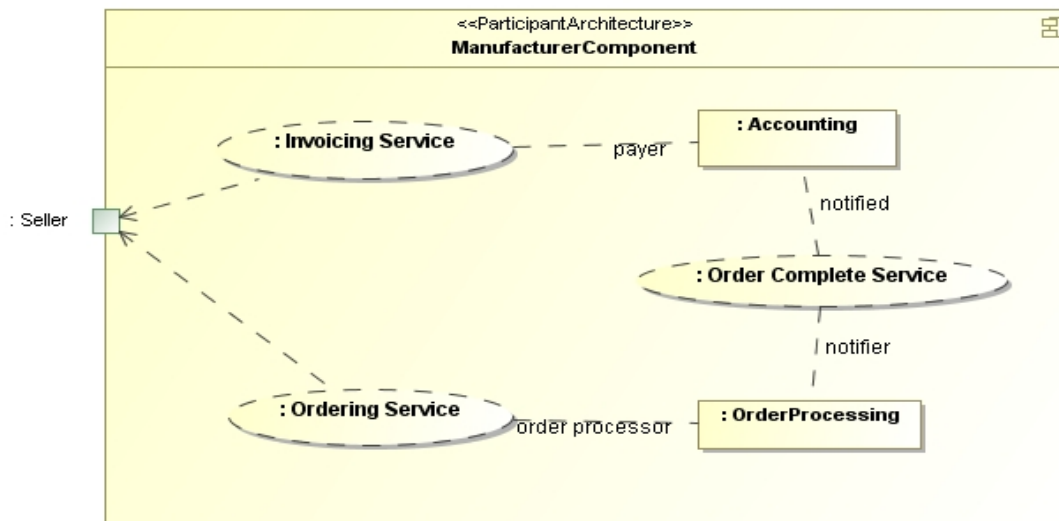 <<ParticipantArchitecture>>
ManufacturerComponent
: Invoicing Service
: Accounting
payer
: Seller
notified
: Order Complete Service
notifier
: Ordering Service
: OrderProcessing
order processor